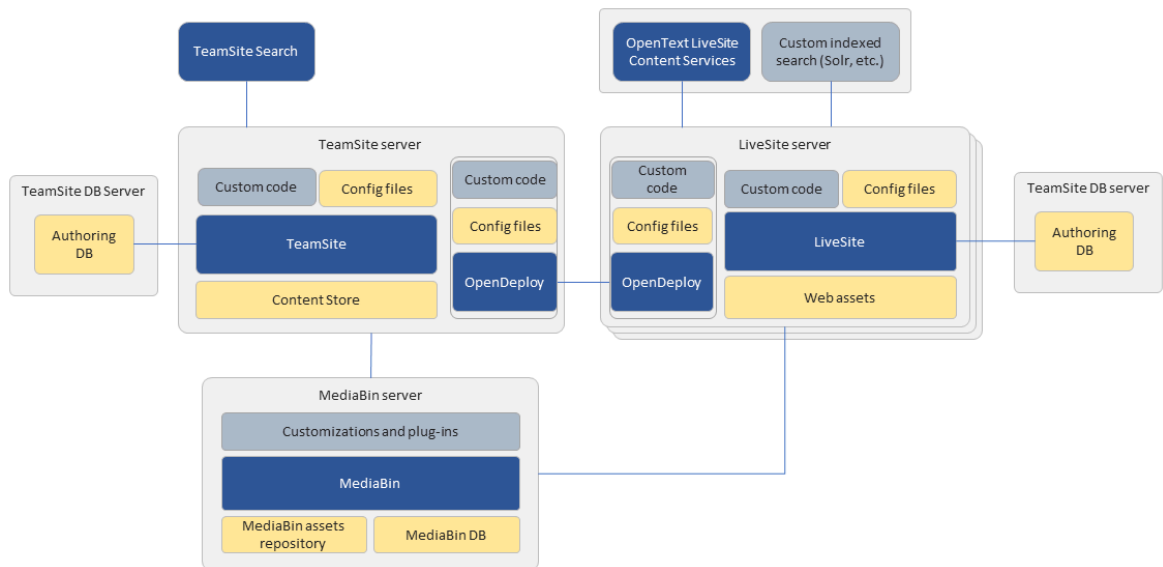 TeamSite Search
OpenText LiveSite
Content Services
Custom indexed
search (Solr, etc.)
TeamSite server
Custom code
Config files
TeamSite
Content Store
Custom code
Config files
OpenDeploy
LiveSite server
Custom
code
Config files
OpenDeploy
Custom code
Config files
LiveSite
Web assets
TeamSite DB Server
Authoring
DB
TeamSite DB server
Authoring
DB
MediaBin server
Customizations and plug-ins
MediaBin
MediaBin assets
repository
MediaBin DB